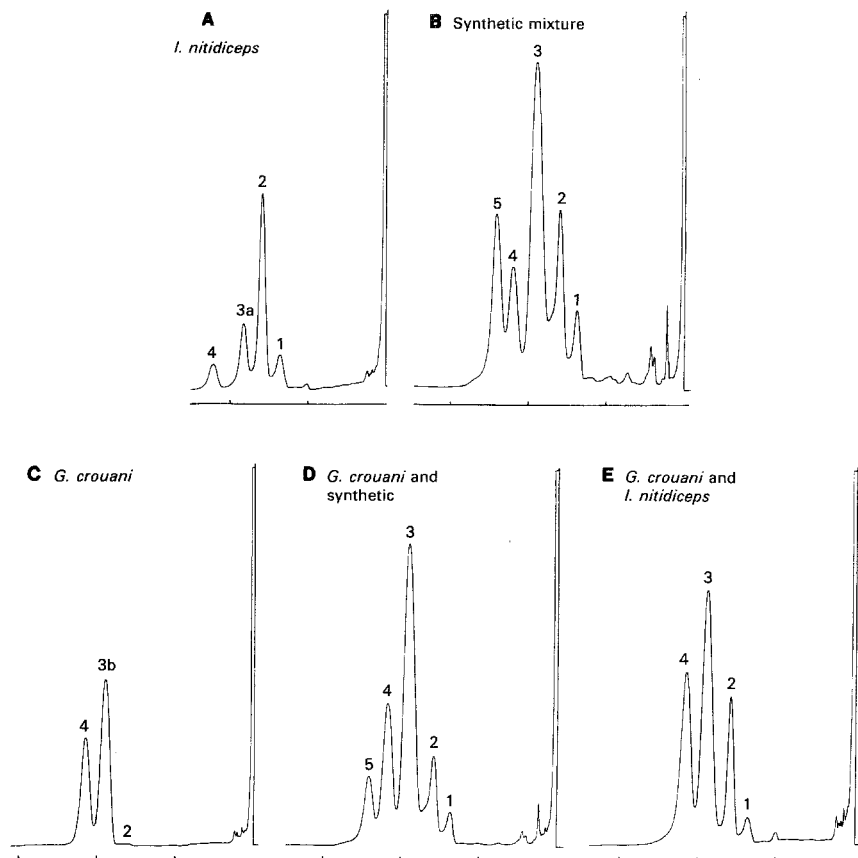 A
I. nitidiceps
2
3a
1
4
B Synthetic mixture
3
5
2
4
1
C G. crouani
3b
4
2
D G. crouani and
synthetic
3
4
2
5
1
E G. crouani and
I. nitidiceps
3
4
2
1